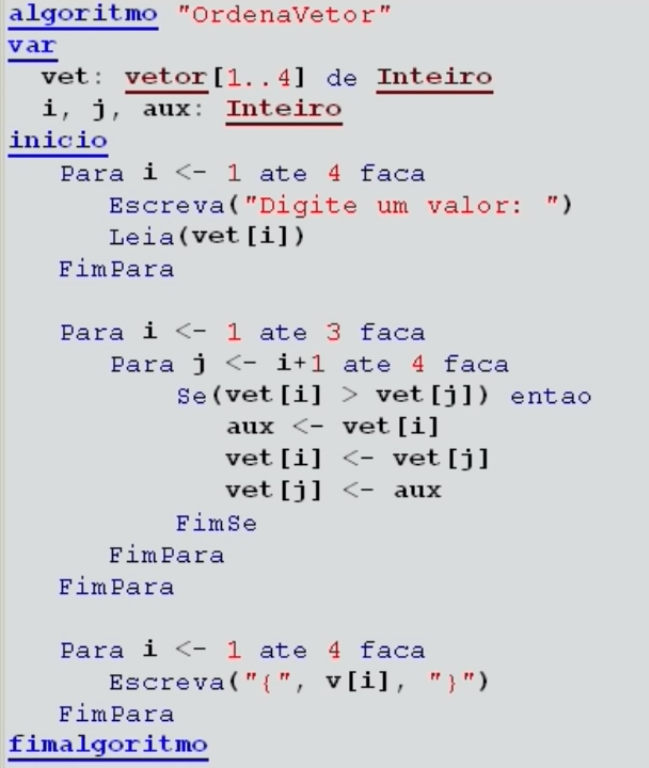 algoritmo "OrdenaVetor"
var
vet: vetor[1..4] de Inteiro
i, j, aux: Inteiro
inicio
Para i <- 1 ate 4 faca
Escreva("Digite um valor: ")
Leia(vet[i])
FimPara
Para i <- 1 ate 3 faca
Para j <- i+1 ate 4 faca
Se(vet[i] > vet[j]) entao
aux <- vet[i]
vet[i] <- vet[j]
vet[j] <- aux
FimSe
FimPara
FimPara
Para i <- 1 ate 4 faca
Escreva("{", v[i], "}")
FimPara
fimalgoritmo